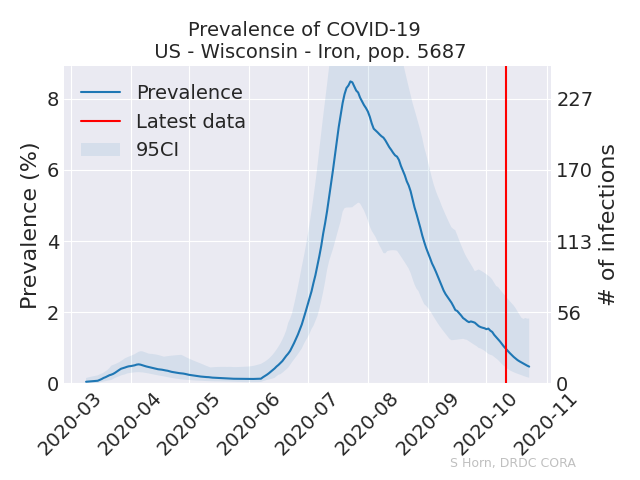 Prevalence of COVID-19
US - Wisconsin - Iron, pop. 5687
Prevalence
Latest data
95CI
Prevalence (%)
8
6
4
2
0
227
170
113
56
0
# of infections
2020-03
2020-04
2020-05
2020-06
2020-07
2020-08
2020-09
2020-10
2020-11
S Horn, DRDC CORA